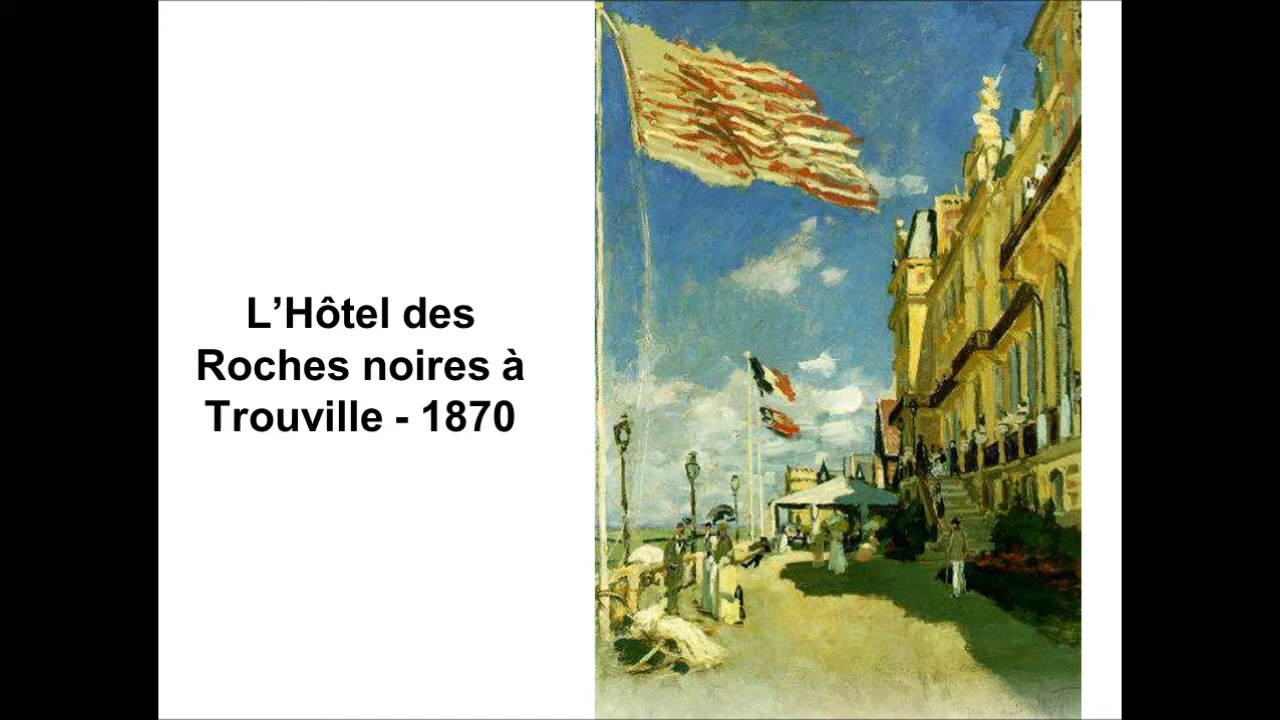 L’Hôtel des
Roches noires à
Trouville - 1870